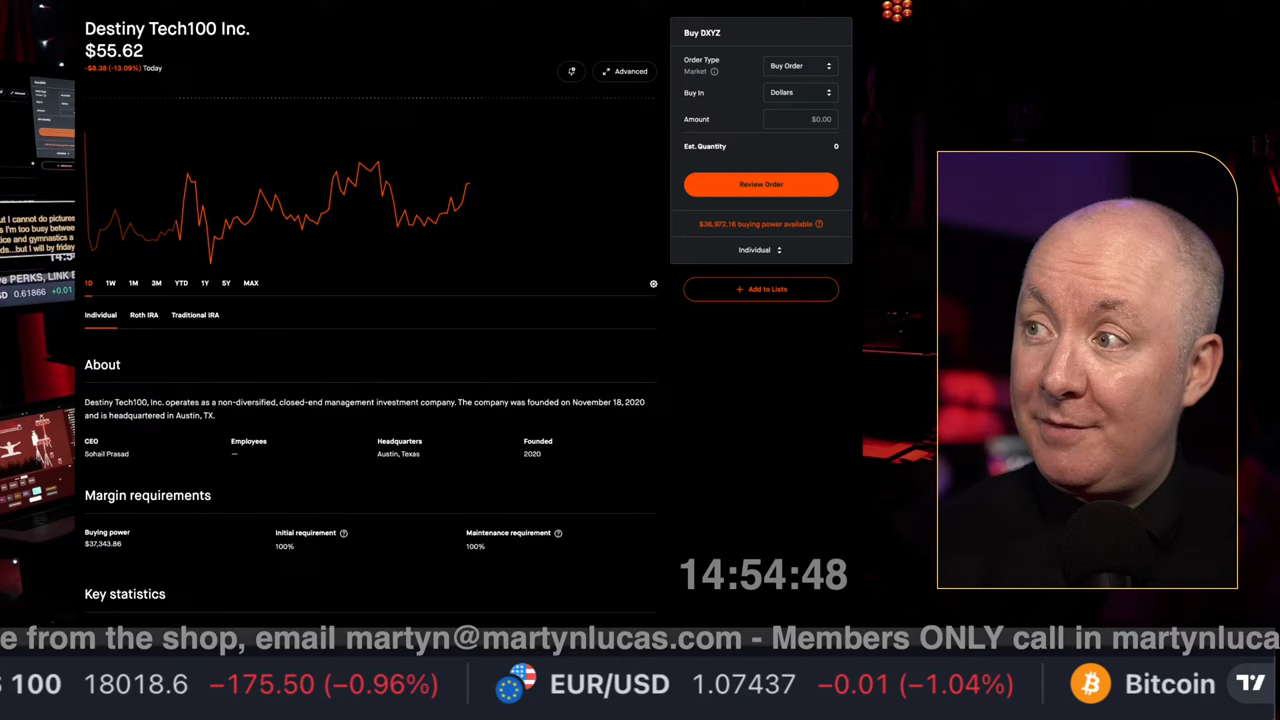 Destiny Tech100 Inc.
$55.62
-$8.38 (-13.09%) Today
Advanced
1D 1W 1M 3M YTD 1Y 5Y MAX
Individual Roth IRA Traditional IRA
About
Destiny Tech100, Inc. operates as a non-diversified, closed-end management investment company. The company was founded on November 18, 2020
and is headquartered in Austin, TX.
CEO Employees Headquarters Founded
Sohail Prasad — Austin, Texas 2020
Margin requirements
Buying power Initial requirement Maintenance requirement
$37,343.86 100% 100%
Key statistics
Buy DXYZ
Order Type
Market
Buy Order
Buy In Dollars
Amount $0.00
Est. Quantity 0
Review Order
$36,972.16 buying power available
Individual
+ Add to Lists
but I cannot do pictures
s I'm too busy between
tice and gymnastics a
ds...but I will by friday
14:5
e PERKS, LINK
SD 0.61866 +0.01
14:54:48
e from the shop, email martyn@martynlucas.com - Members ONLY call in martynluca
S 100 18018.6 −175.50 (−0.96%) EUR/USD 1.07437 −0.01 (−1.04%) Bitcoin